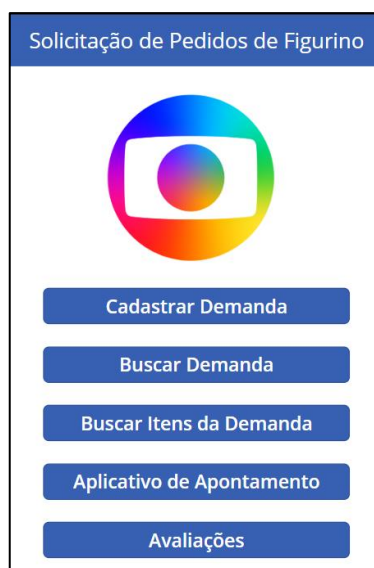 Solicitação de Pedidos de Figurino
Cadastrar Demanda
Buscar Demanda
Buscar Itens da Demanda
Aplicativo de Apontamento
Avaliações